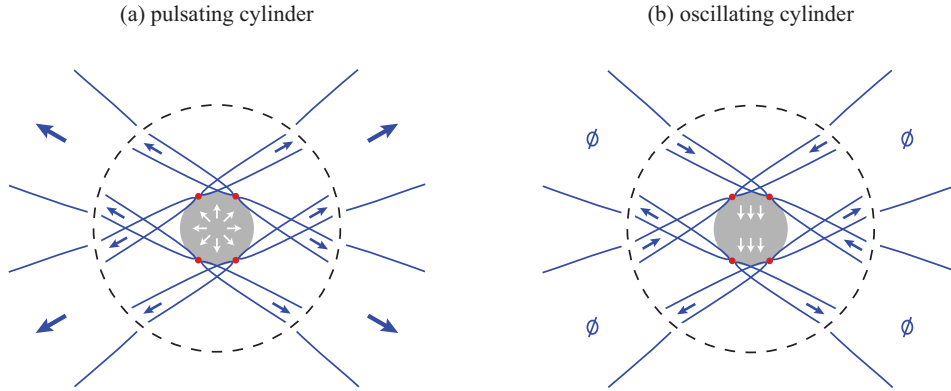 (a) pulsating cylinder
(b) oscillating cylinder
ϕ ϕ
ϕ ϕ